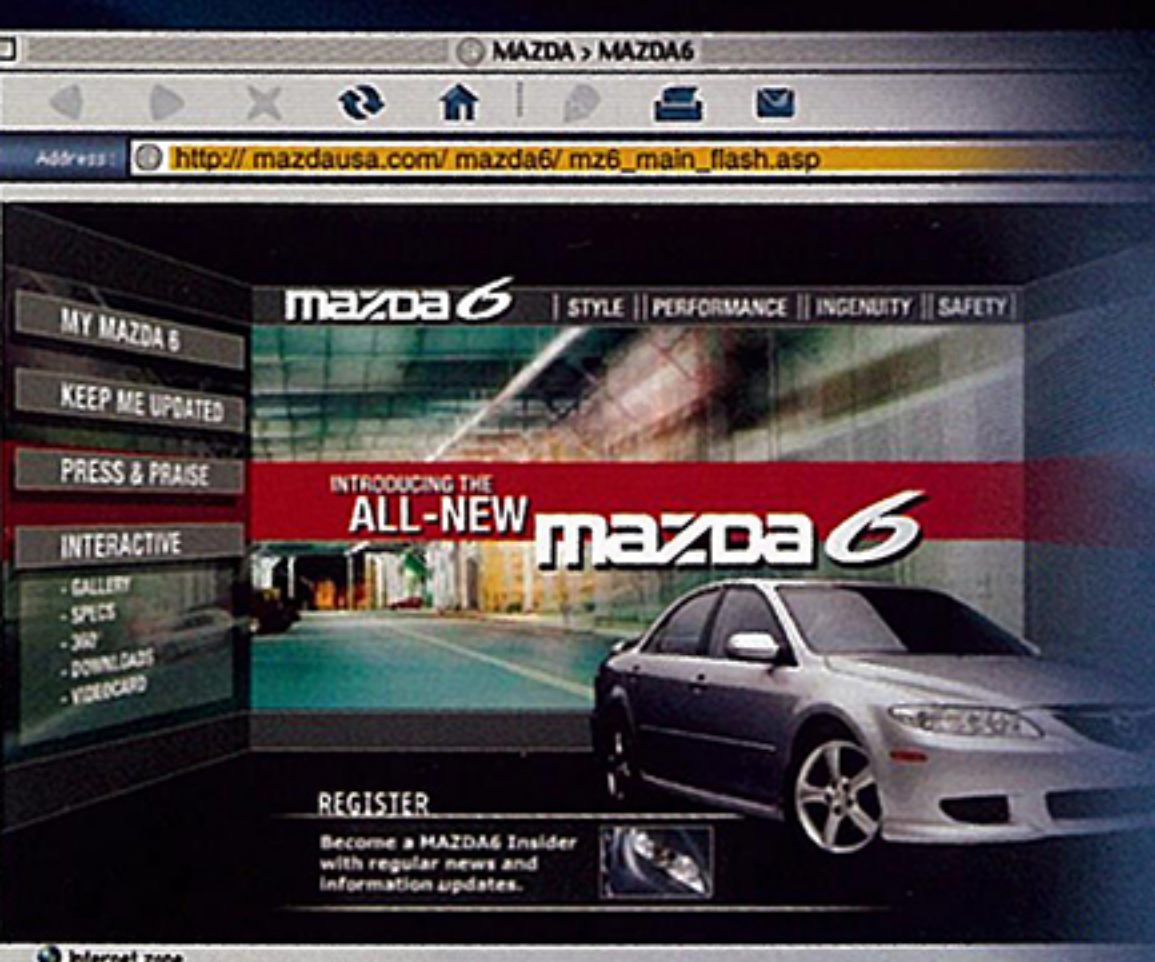 MAZDA > MAZDA6
Address:
http:// mazdausa.com/ mazda6/ mz6_main_flash.asp
mazda6
STYLE
PERFORMANCE
INGENUITY
SAFETY
MY MAZDA 6
KEEP ME UPDATED
PRESS & PRAISE
INTERACTIVE
- GALLERY
- SPECS
- 360°
- DOWNLOADS
- VIDEOCARD
INTRODUCING THE
ALL-NEW mazda6
REGISTER
Become a MAZDA6 Insider
with regular news and
information updates.
Internet zone